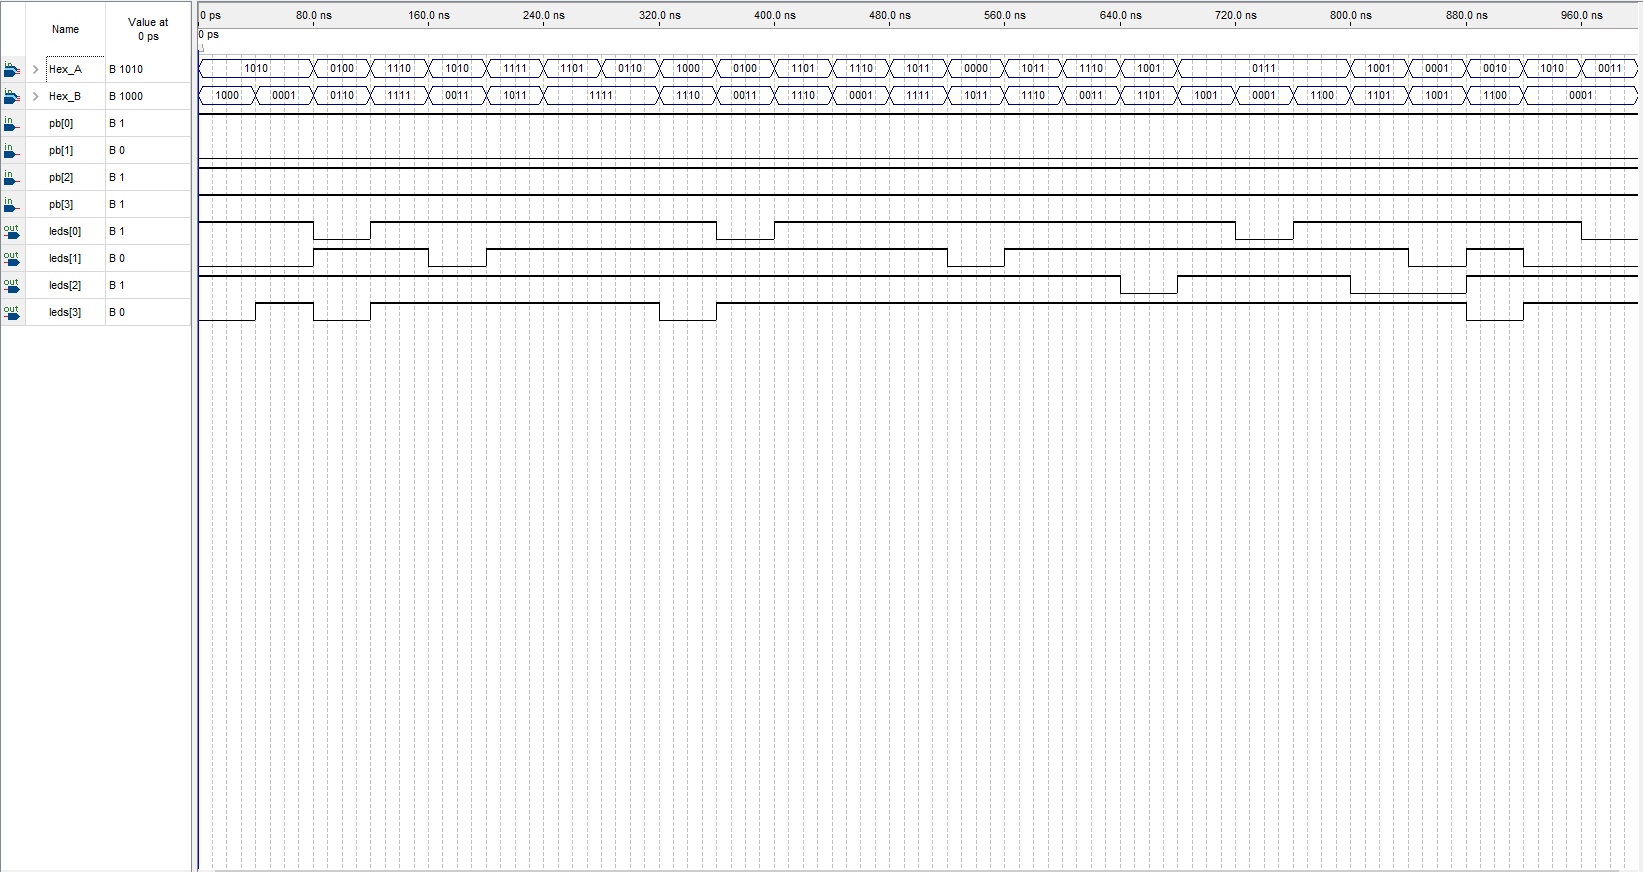 Name Value at 0 ps
0 ps 80.0 ns 160.0 ns 240.0 ns 320.0 ns 400.0 ns 480.0 ns 560.0 ns 640.0 ns 720.0 ns 800.0 ns 880.0 ns 960.0 ns
0 ps
in Hex_A B 1010 1010 0100 1110 1010 1111 1101 0110 1000 0100 1101 1110 1011 0000 1011 1110 1001 0111 1001 0001 0010 1010 0011
in Hex_B B 1000 1000 0001 0110 1111 0011 1011 1111 1110 0011 1110 0001 1111 1011 1110 0011 1101 1001 0001 1100 1101 1001 1100 0001
in pb[0] B 1
in pb[1] B 0
in pb[2] B 1
in pb[3] B 1
out leds[0] B 1
out leds[1] B 0
out leds[2] B 1
out leds[3] B 0